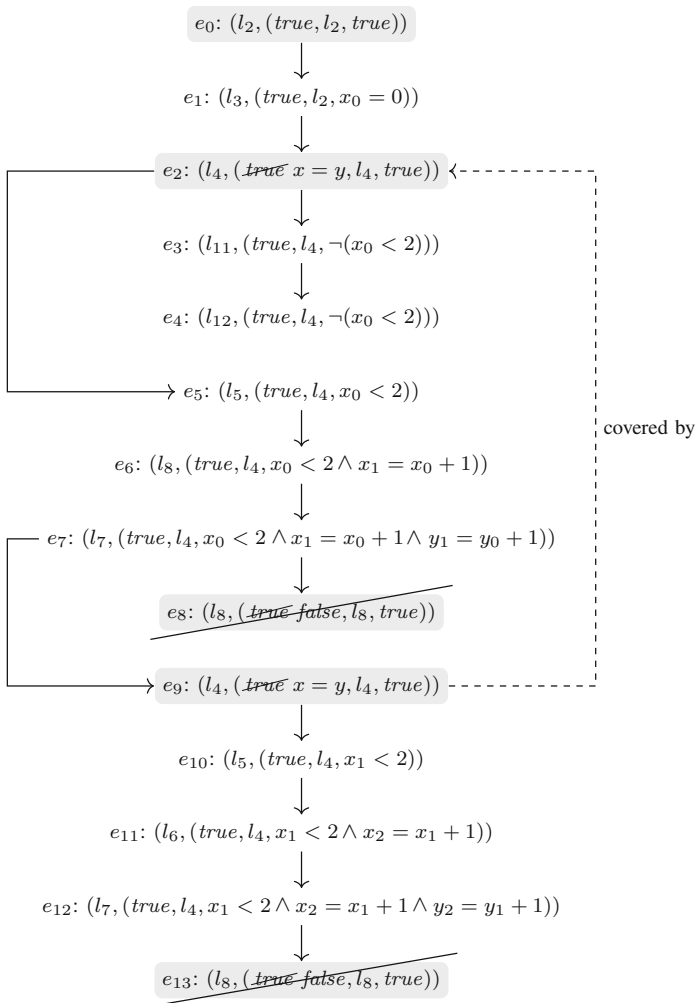 e₀: (l₂, (true, l₂, true))
e₁: (l₃, (true, l₂, x₀ = 0))
e₂: (l₄, (true x = y, l₄, true))
e₃: (l₁₁, (true, l₄, ¬(x₀ < 2)))
e₄: (l₁₂, (true, l₄, ¬(x₀ < 2)))
e₅: (l₅, (true, l₄, x₀ < 2))
covered by
e₆: (l₈, (true, l₄, x₀ < 2 ∧ x₁ = x₀ + 1))
e₇: (l₇, (true, l₄, x₀ < 2 ∧ x₁ = x₀ + 1 ∧ y₁ = y₀ + 1))
e₈: (l₈, (true false, l₈, true))
e₉: (l₄, (true x = y, l₄, true))
e₁₀: (l₅, (true, l₄, x₁ < 2))
e₁₁: (l₆, (true, l₄, x₁ < 2 ∧ x₂ = x₁ + 1))
e₁₂: (l₇, (true, l₄, x₁ < 2 ∧ x₂ = x₁ + 1 ∧ y₂ = y₁ + 1))
e₁₃: (l₈, (true false, l₈, true))